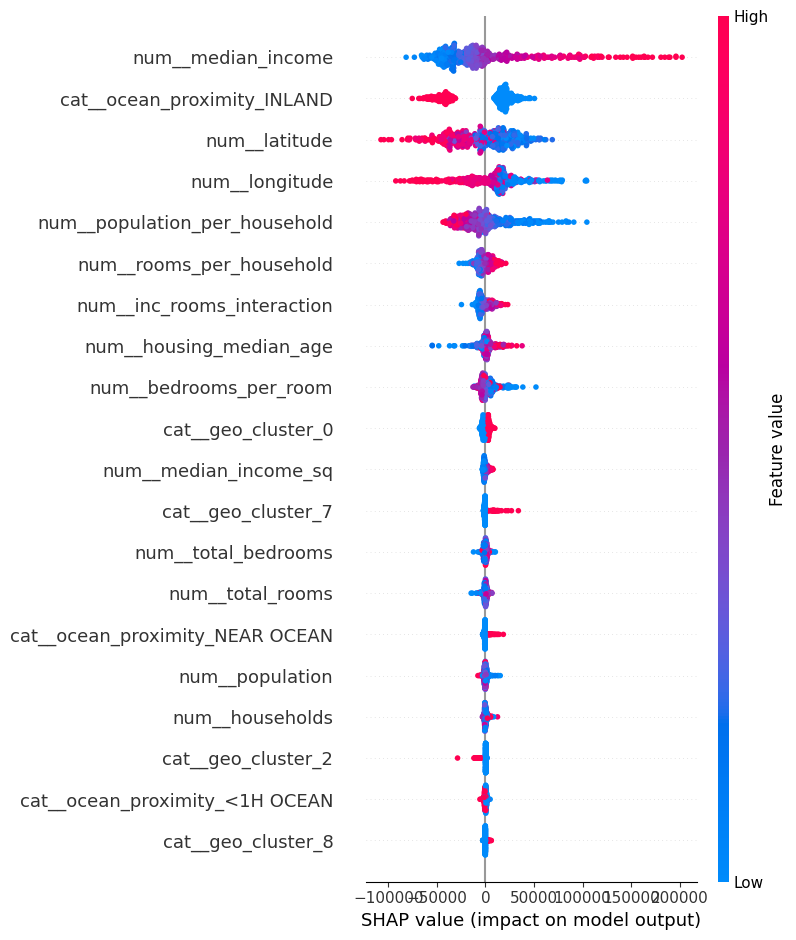 High
num__median_income
cat__ocean_proximity_INLAND
num__latitude
num__longitude
num__population_per_household
num__rooms_per_household
num__inc_rooms_interaction
num__housing_median_age
num__bedrooms_per_room
cat__geo_cluster_0
num__median_income_sq
cat__geo_cluster_7
num__total_bedrooms
num__total_rooms
cat__ocean_proximity_NEAR OCEAN
num__population
num__households
cat__geo_cluster_2
cat__ocean_proximity_<1H OCEAN
cat__geo_cluster_8
Feature value
Low
−100000 −50000 0 50000 100000 150000 200000
SHAP value (impact on model output)